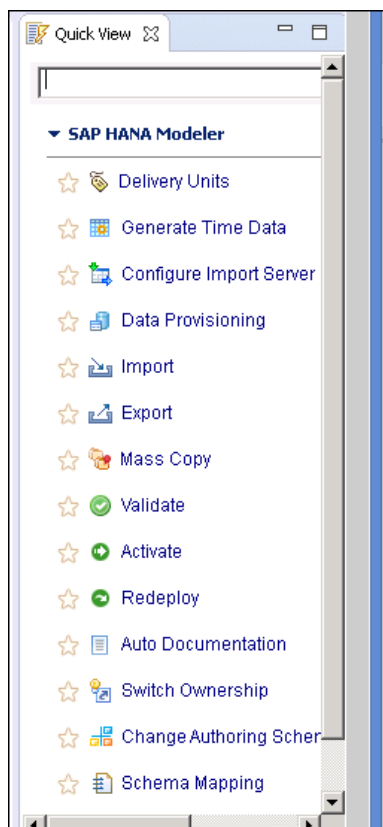 Quick View
SAP HANA Modeler
Delivery Units
Generate Time Data
Configure Import Server
Data Provisioning
Import
Export
Mass Copy
Validate
Activate
Redeploy
Auto Documentation
Switch Ownership
Change Authoring Scher
Schema Mapping